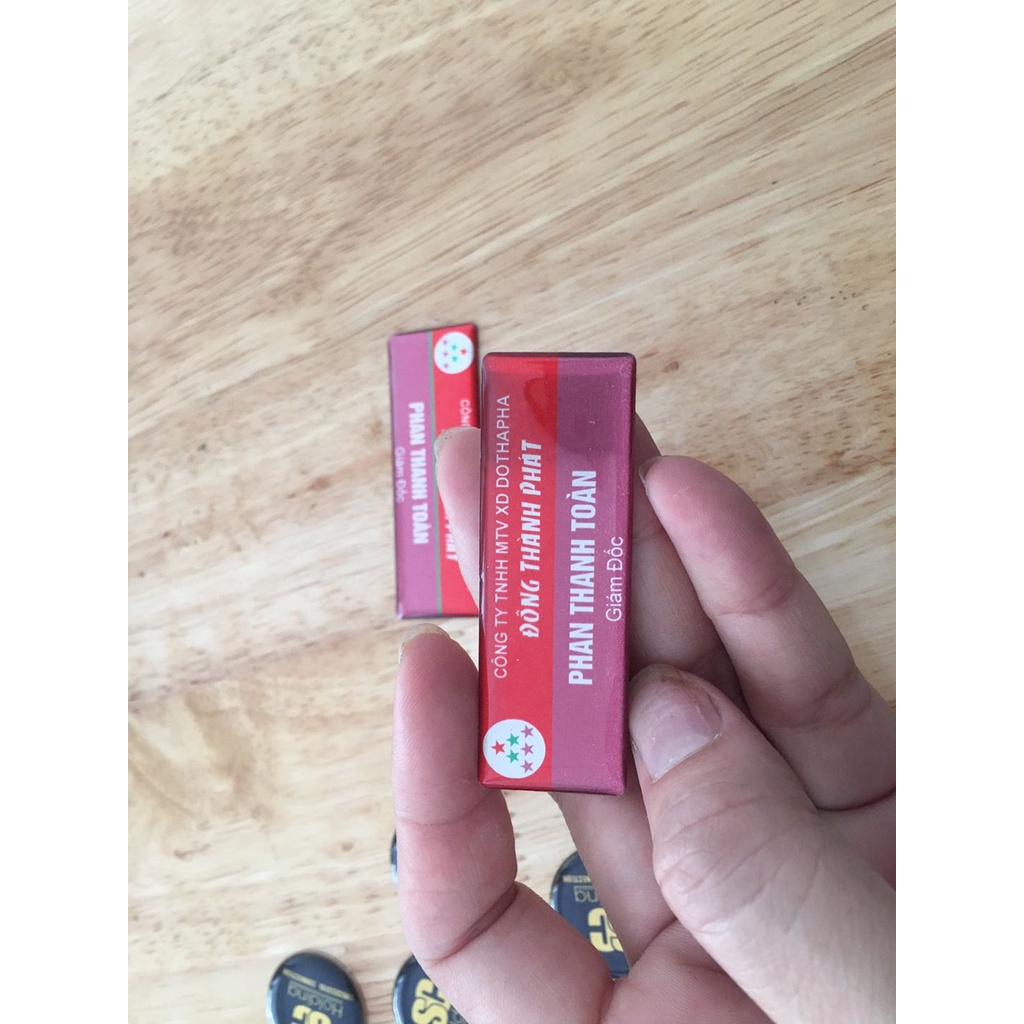 CÔNG TY TNHH MTV XD DOTHAPHA
ĐÔNG THÀNH PHÁT
PHAN THANH TOÀN
Giám Đốc
PHAN THANH TOÀN
Giám Đốc
Holding